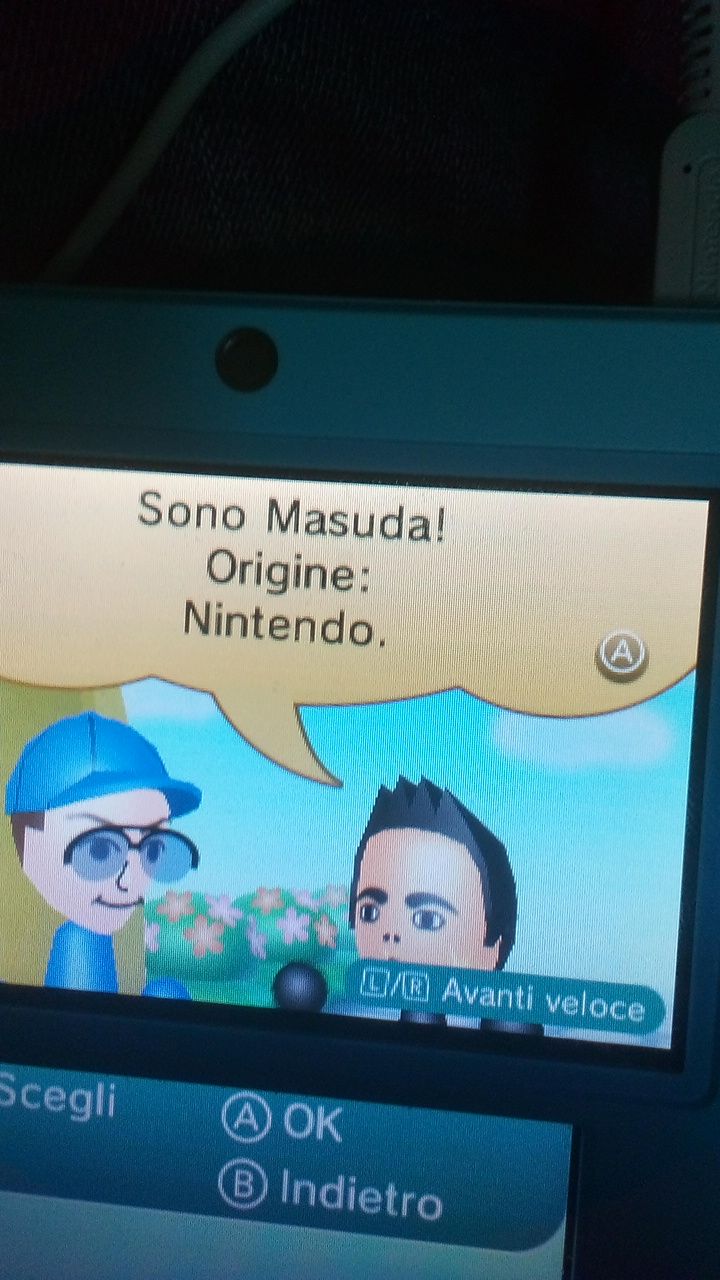 Sono Masuda!
Origine:
Nintendo.
A
L/R Avanti veloce
Scegli
A OK
B Indietro